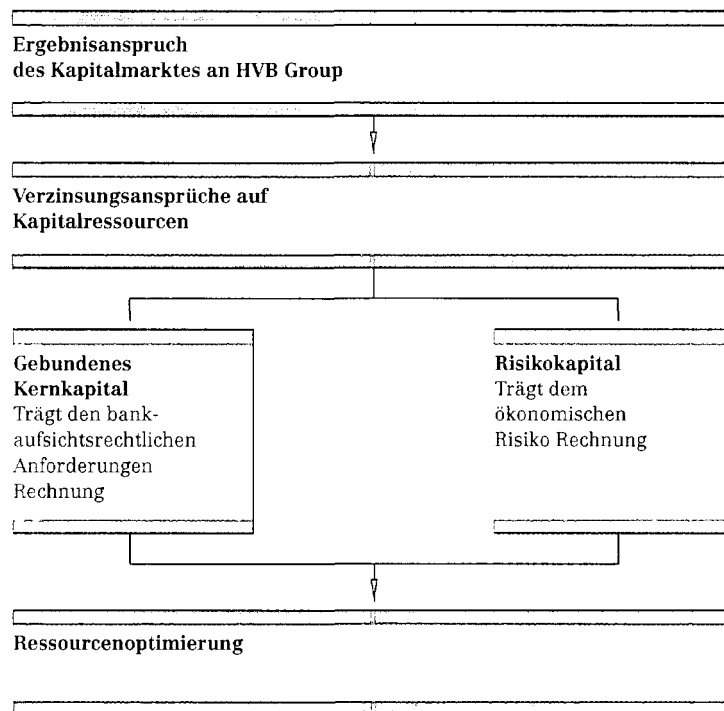 Ergebnisanspruch
des Kapitalmarktes an HVB Group
Verzinsungsansprüche auf
Kapitalressourcen
Gebundenes
Kernkapital
Trägt den bank-
aufsichtsrechtlichen
Anforderungen
Rechnung
Risikokapital
Trägt dem
ökonomischen
Risiko Rechnung
Ressourcenoptimierung